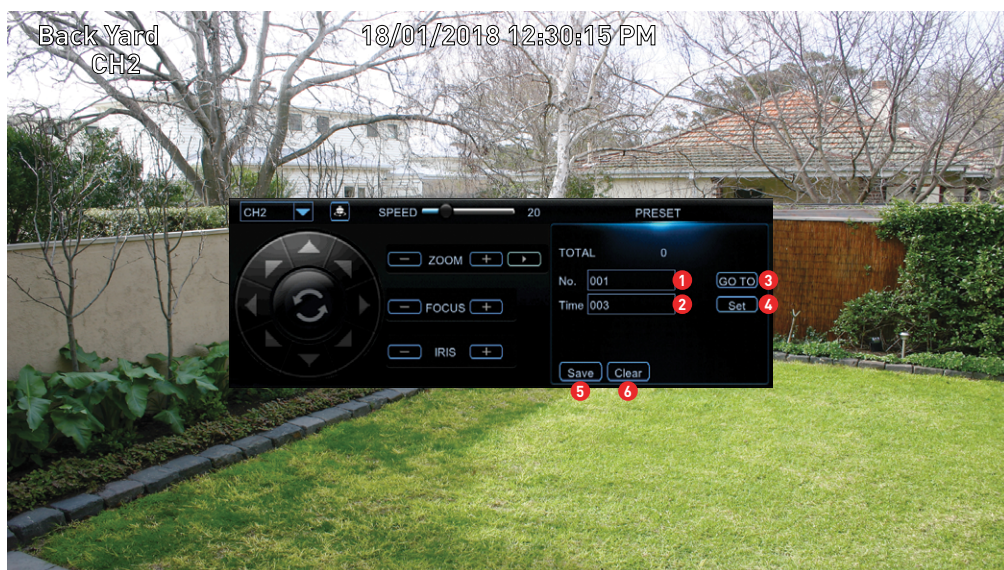 Back Yard
CH2
18/01/2018 12:30:15 PM
CH2
SPEED
20
ZOOM
FOCUS
IRIS
PRESET
TOTAL 0
No. 001 1
GO TO 3
Time 003 2
Set 4
Save
Clear
5
6